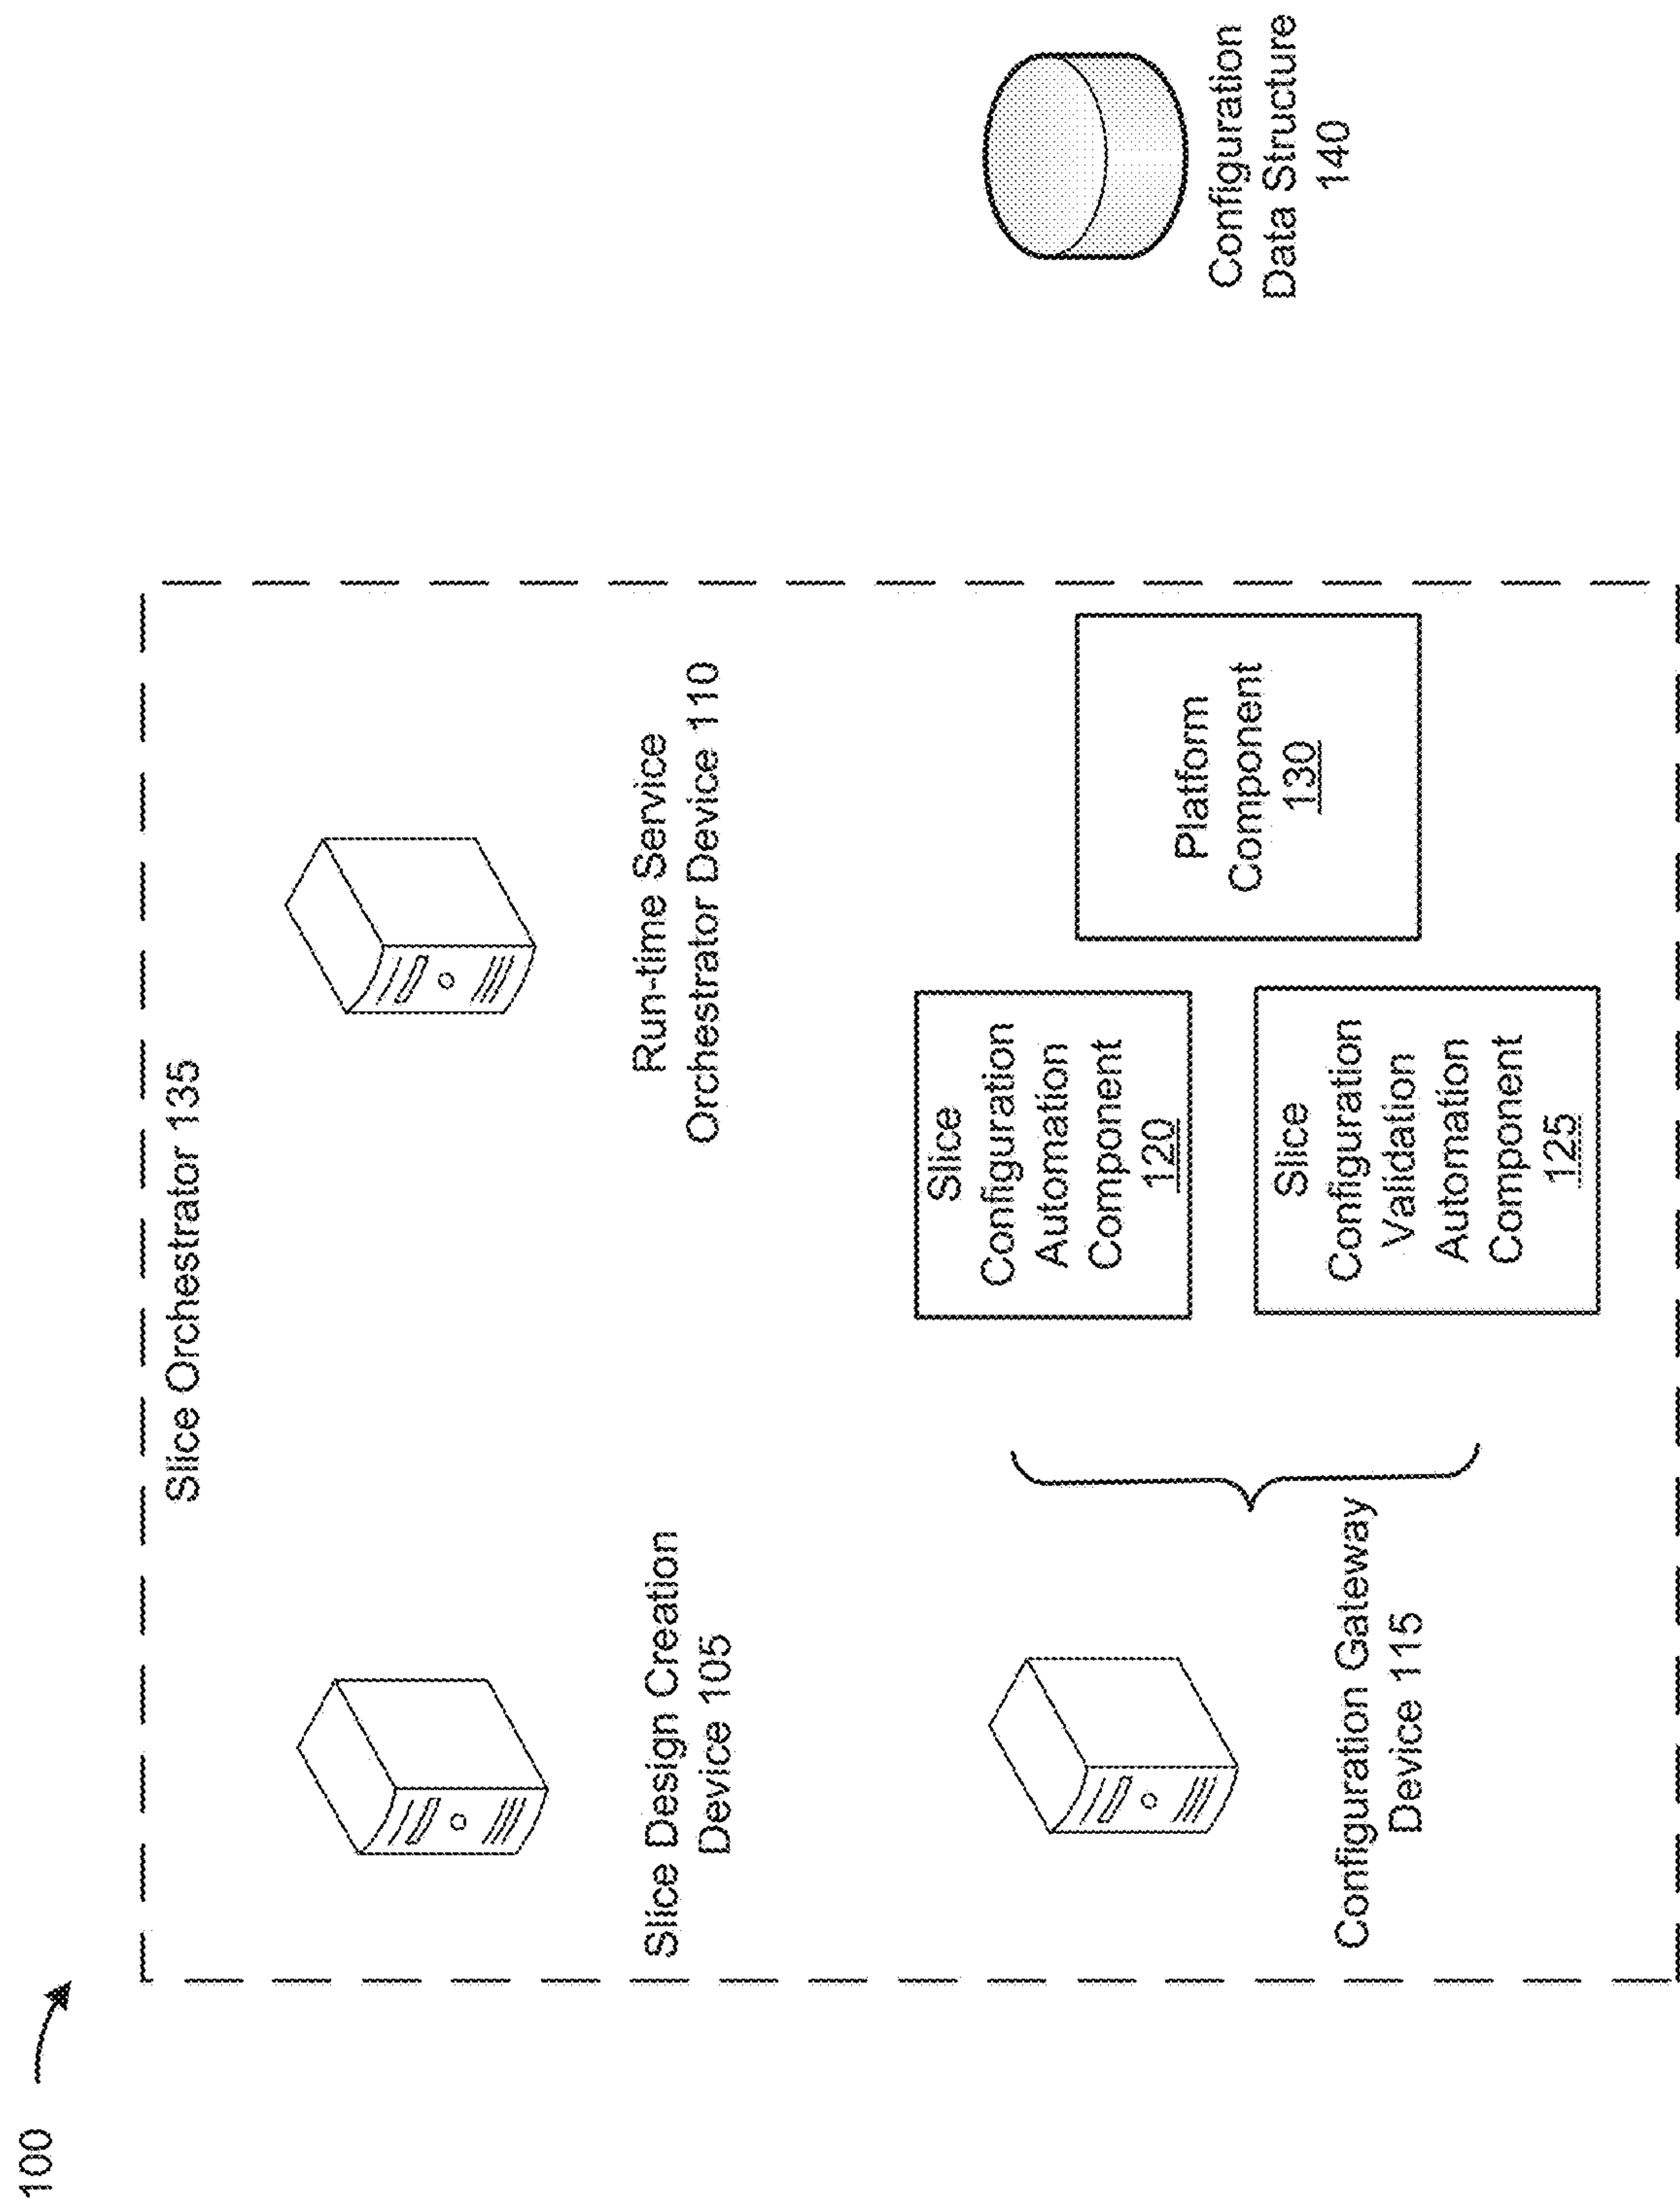 100
Slice Orchestrator 135
Slice Design Creation
Device 105
Run-time Service
Orchestrator Device 110
Configuration Gateway
Device 115
Slice
Configuration
Automation
Component
120
Slice
Configuration
Validation
Automation
Component
125
Platform
Component
130
Configuration
Data Structure
140